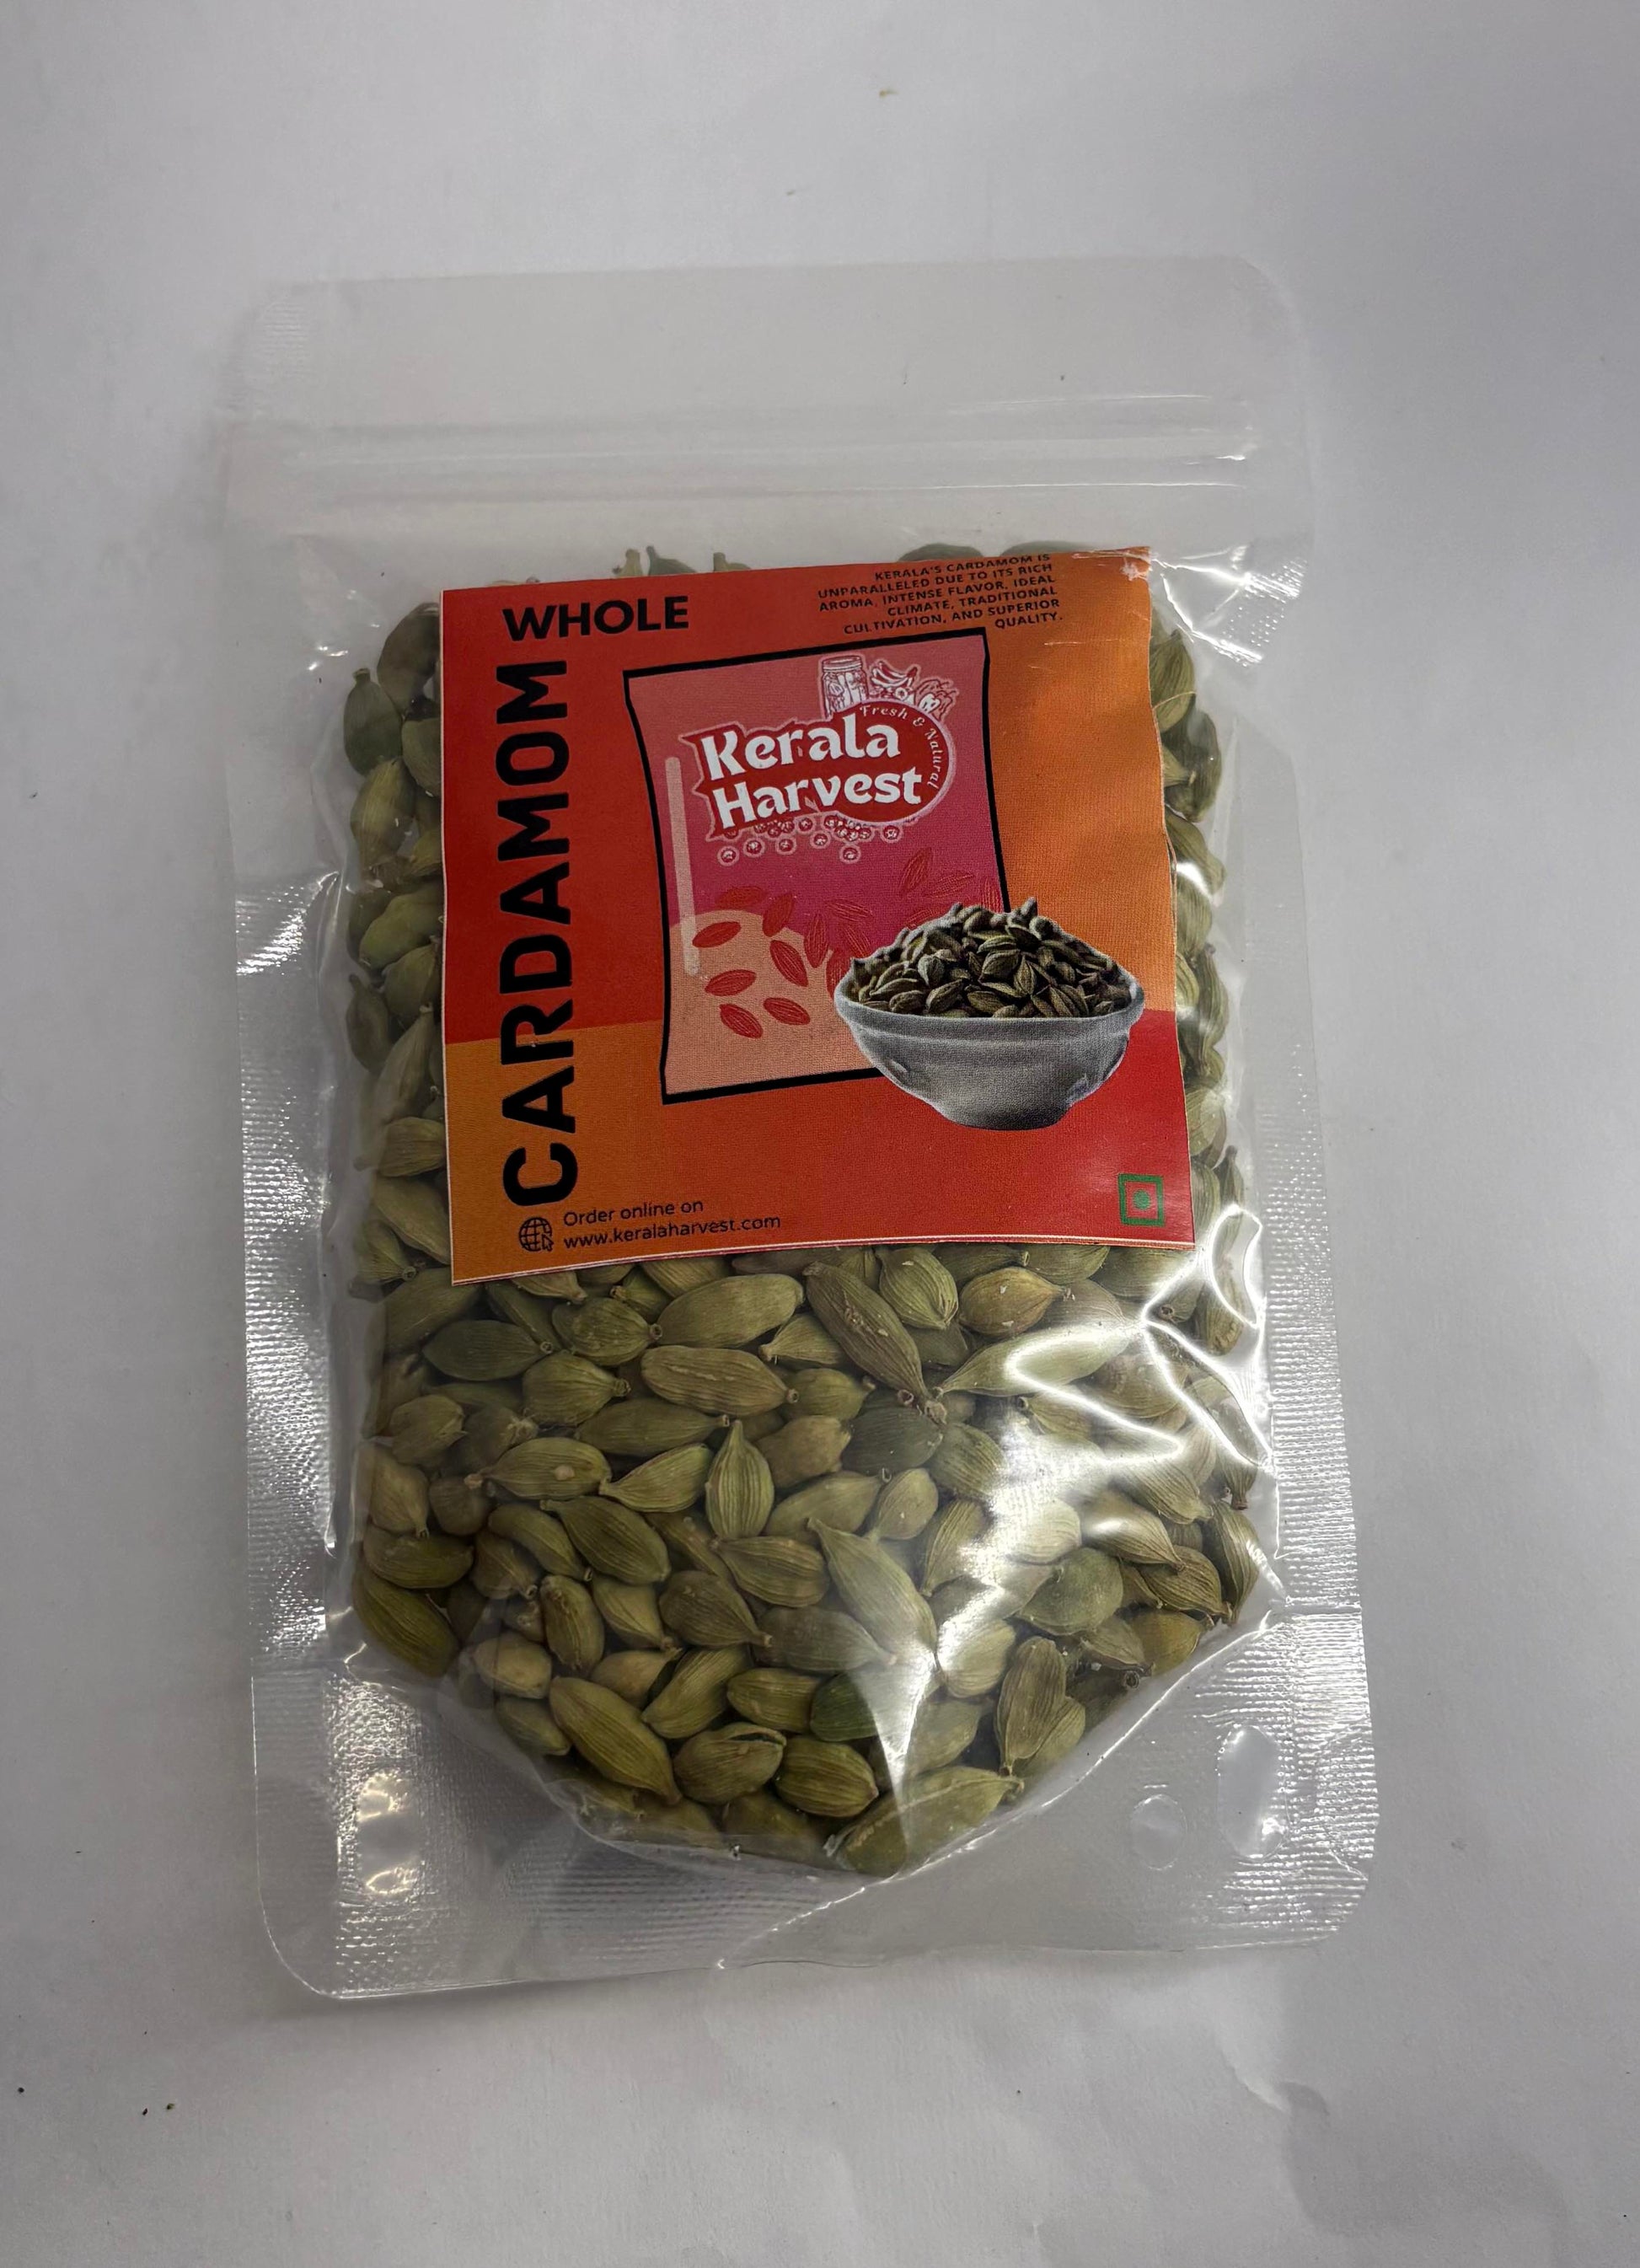 WHOLE
CARDAMOM
KERALA'S CARDAMOM IS
UNPARALLELED DUE TO ITS RICH
AROMA, INTENSE FLAVOR, IDEAL
CLIMATE, TRADITIONAL
CULTIVATION, AND SUPERIOR
QUALITY.
Kerala
Harvest
Fresh & Natural
Order online on
www.keralaharvest.com